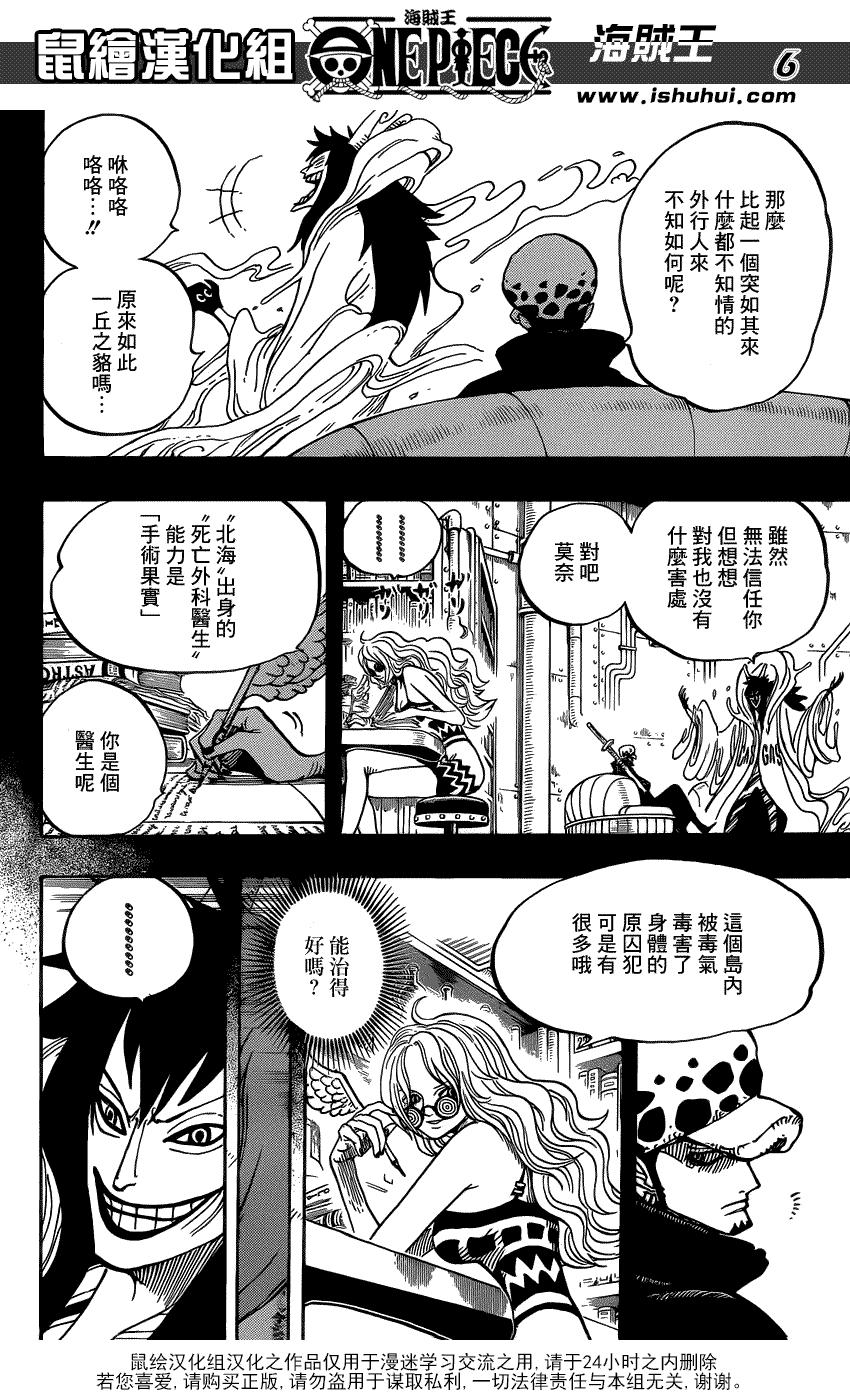 鼠繪漢化組
海賊王
ONE PIECE
海賊王
www.ishuhui.com
6
那麼
比起一個突如其來
什麼都不知情的
外行人來
不知如何呢?
咻咯咯
咯咯…!!
原來如此
一丘之貉嗎…
雖然
無法信任你
但想想
對我也沒有
什麼害處
對吧
莫奈
………
………
ガリ
ガリ
“北海”出身的
“死亡外科醫生”
能力是
「手術果實」
你是個
醫生呢
ASTRO
GAS
這個島內
被毒氣
毒害了
身體的
原囚犯
可是有
很多哦
能治得
好嗎?
………
鼠绘汉化组汉化之作品仅用于漫迷学习交流之用,请于24小时之内删除
若您喜爱,请购买正版,请勿盗用于谋取私利,一切法律责任与本组无关,谢谢。